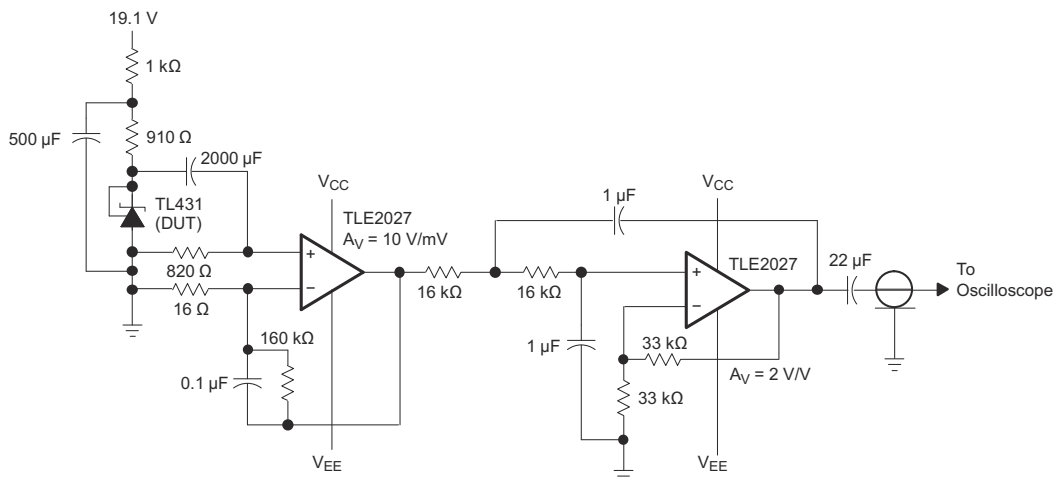 19.1 V
1 kΩ
500 µF
910 Ω
2000 µF
TL431
(DUT)
820 Ω
16 Ω
VCC
TLE2027
AV = 10 V/mV
+
−
160 kΩ
0.1 µF
VEE
16 kΩ
16 kΩ
1 µF
1 µF
VCC
TLE2027
+
−
33 kΩ
33 kΩ
AV = 2 V/V
VEE
22 µF
To
Oscilloscope